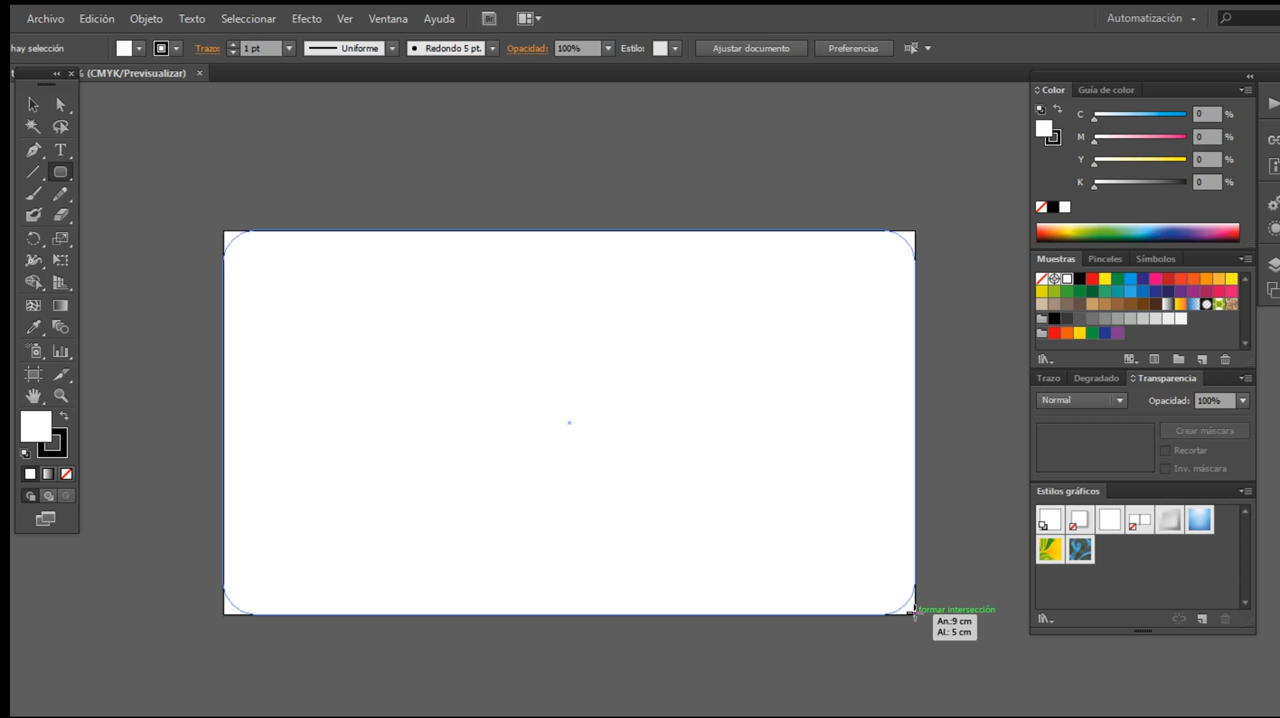 Archivo Edición Objeto Texto Seleccionar Efecto Ver Ventana Ayuda Br Automatización
hay selección Trazo: 1 pt Uniforme Redondo 5 pt. Opacidad: 100% Estilo: Ajustar documento Preferencias
% (CMYK/Previsualizar) ×
Color Guía de color
C 0 %
M 0 %
Y 0 %
K 0 %
Muestras Pinceles Símbolos
Trazo Degradado Transparencia
Normal Opacidad: 100%
Crear máscara
Recortar
Inv. máscara
Estilos gráficos
formar intersección
An.:9 cm
Al.: 5 cm